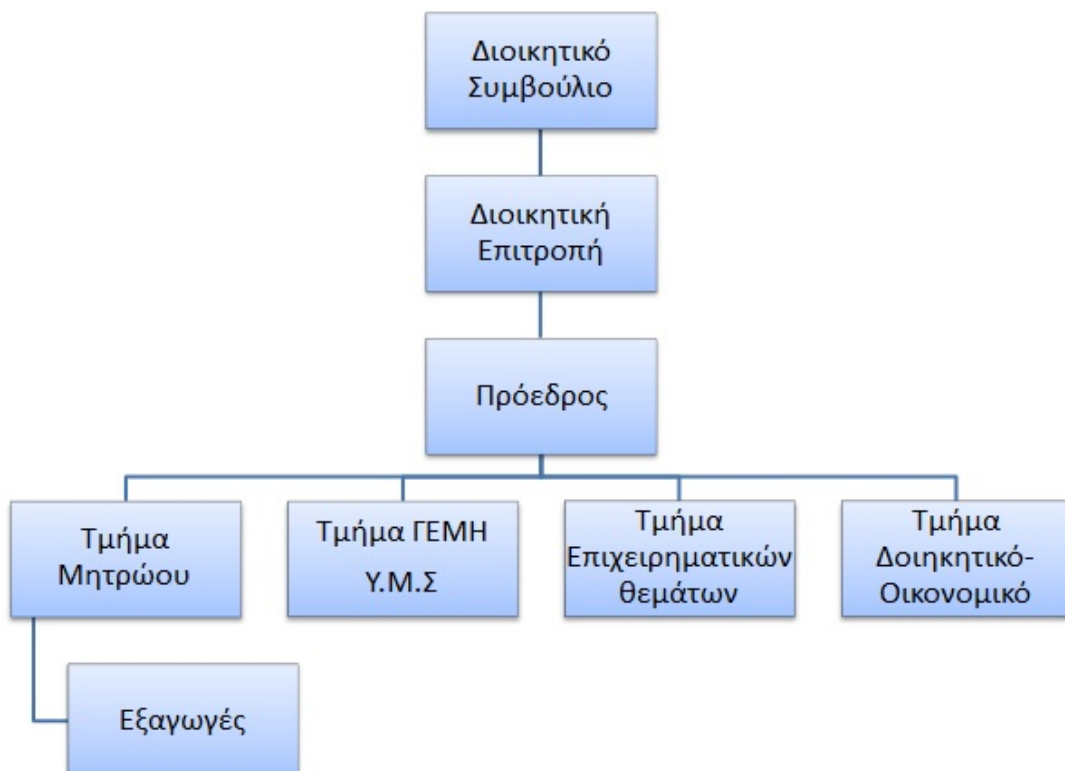 Διοικητικό
Συμβούλιο
Διοικητική
Επιτροπή
Πρόεδρος
Τμήμα
Μητρώου
Τμήμα ΓΕΜΗ
Υ.Μ.Σ
Τμήμα
Επιχειρηματικών
θεμάτων
Τμήμα
Δοιηκητικό-
Οικονομικό
Εξαγωγές